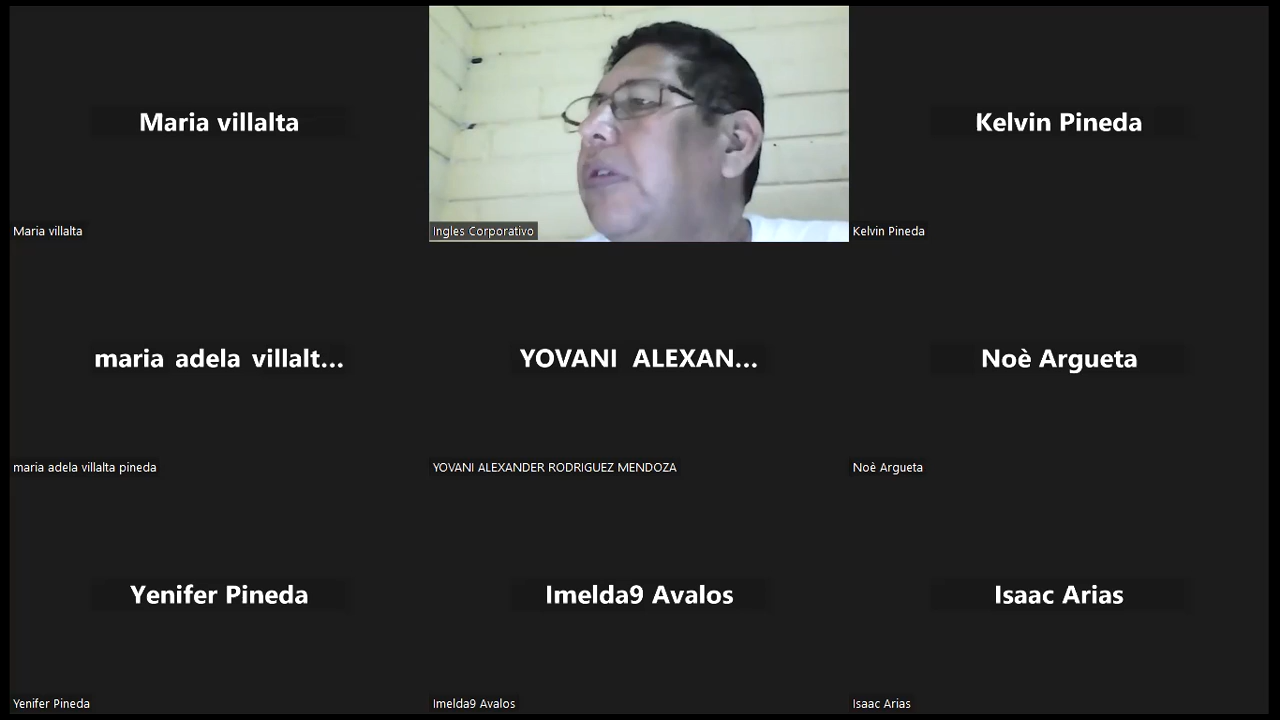 Maria villalta
Maria villalta
Ingles Corporativo
Kelvin Pineda
Kelvin Pineda
maria adela villalt...
maria adela villalta pineda
YOVANI ALEXAN...
YOVANI ALEXANDER RODRIGUEZ MENDOZA
Noè Argueta
Noè Argueta
Yenifer Pineda
Yenifer Pineda
Imelda9 Avalos
Imelda9 Avalos
Isaac Arias
Isaac Arias